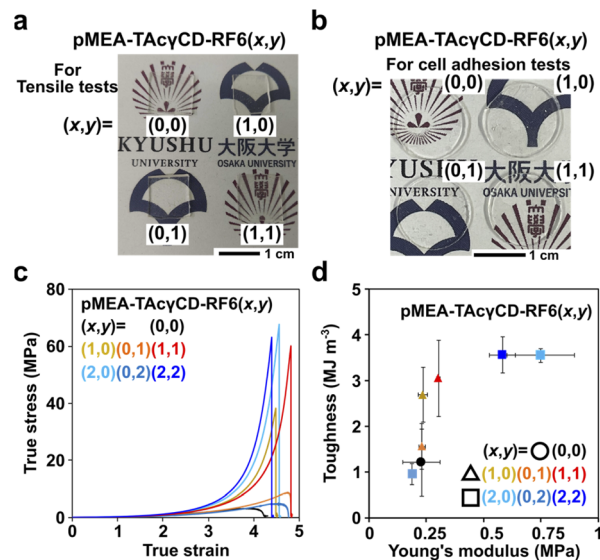 a
pMEA-TAcγCD-RF6(x,y)
For
Tensile tests
(x,y)=
(0,0)
(1,0)
KYUSHU
UNIVERSITY
大阪大学
OSAKA UNIVERSITY
(0,1)
(1,1)
1 cm
b
pMEA-TAcγCD-RF6(x,y)
For cell adhesion tests
(x,y)=
(0,0)
(1,0)
(0,1)
(1,1)
YUSHU
NIVERSITY
大阪大
OSAKA UNIVERSIT
1 cm
c
pMEA-TAcγCD-RF6(x,y)
(x,y)= (0,0)
(1,0)(0,1)(1,1)
(2,0)(0,2)(2,2)
True stress (MPa)
80
60
40
20
0
0 1 2 3 4 5
True strain
d
pMEA-TAcγCD-RF6(x,y)
Toughness (MJ m-3)
5
4
3
2
1
0
(x,y)= (0,0)
(1,0)(0,1)(1,1)
(2,0)(0,2)(2,2)
0 0.25 0.5 0.75 1
Young's modulus (MPa)